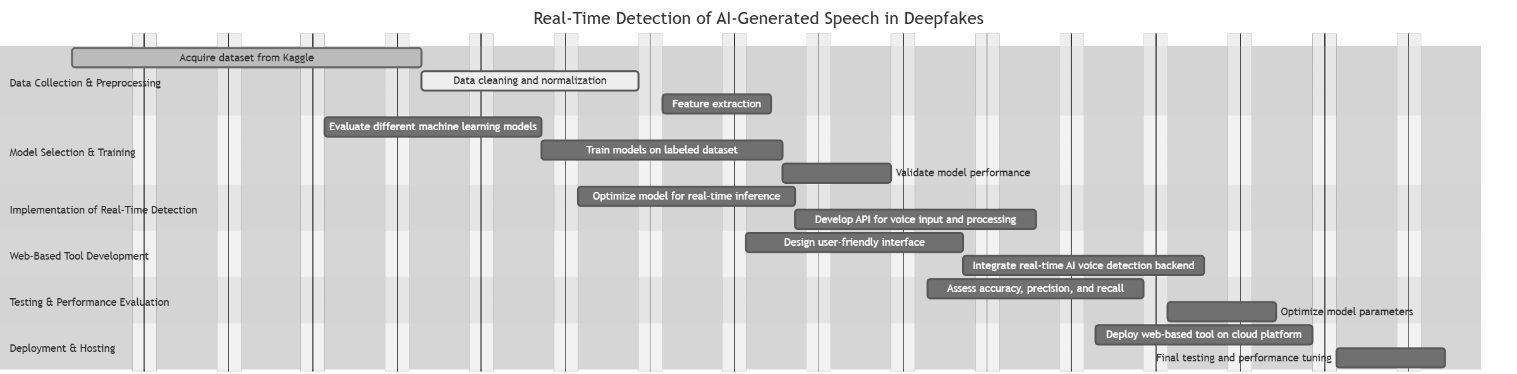 Real-Time Detection of AI-Generated Speech in Deepfakes
Acquire dataset from Kaggle
Data cleaning and normalization
Data Collection & Preprocessing
Feature extraction
Evaluate different machine learning models
Train models on labeled dataset
Model Selection & Training
Validate model performance
Optimize model for real-time inference
Implementation of Real-Time Detection
Develop API for voice input and processing
Design user-friendly interface
Web-Based Tool Development
Integrate real-time AI voice detection backend
Assess accuracy, precision, and recall
Testing & Performance Evaluation
Optimize model parameters
Deploy web-based tool on cloud platform
Deployment & Hosting
Final testing and performance tuning